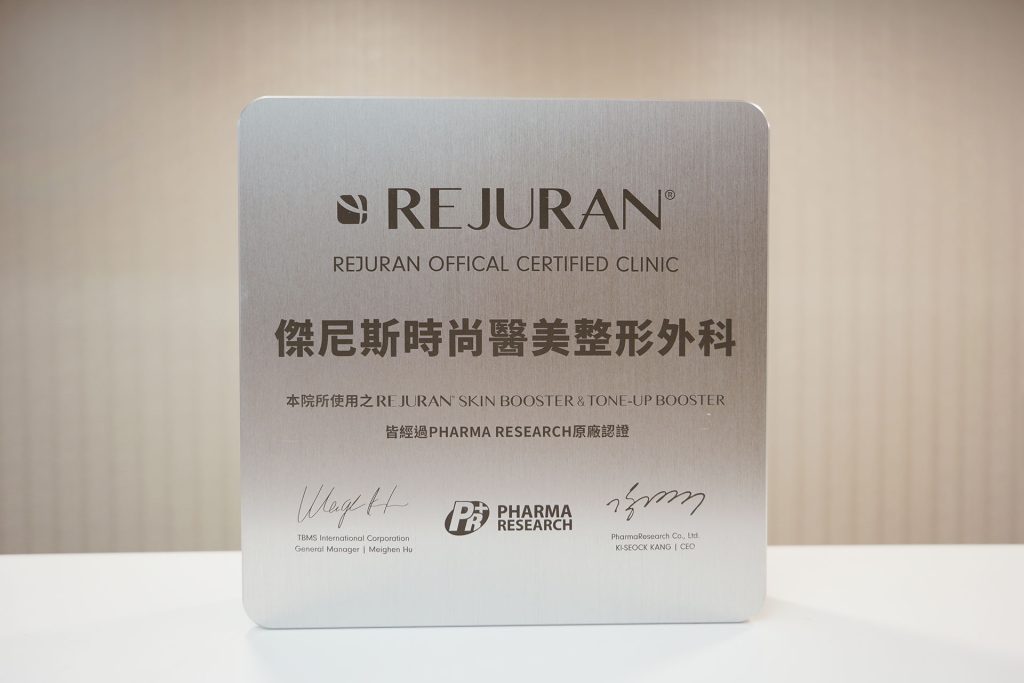 REJURAN®
REJURAN OFFICAL CERTIFIED CLINIC
傑尼斯時尚醫美整形外科
本院所使用之REJURAN™ SKIN BOOSTER & TONE-UP BOOSTER
皆經過PHARMA RESEARCH原廠認證
TBMS International Corporation
General Manager | Meighen Hu
PR
PHARMA
RESEARCH
PharmaResearch Co., Ltd.
KI-SEOCK KANG | CEO